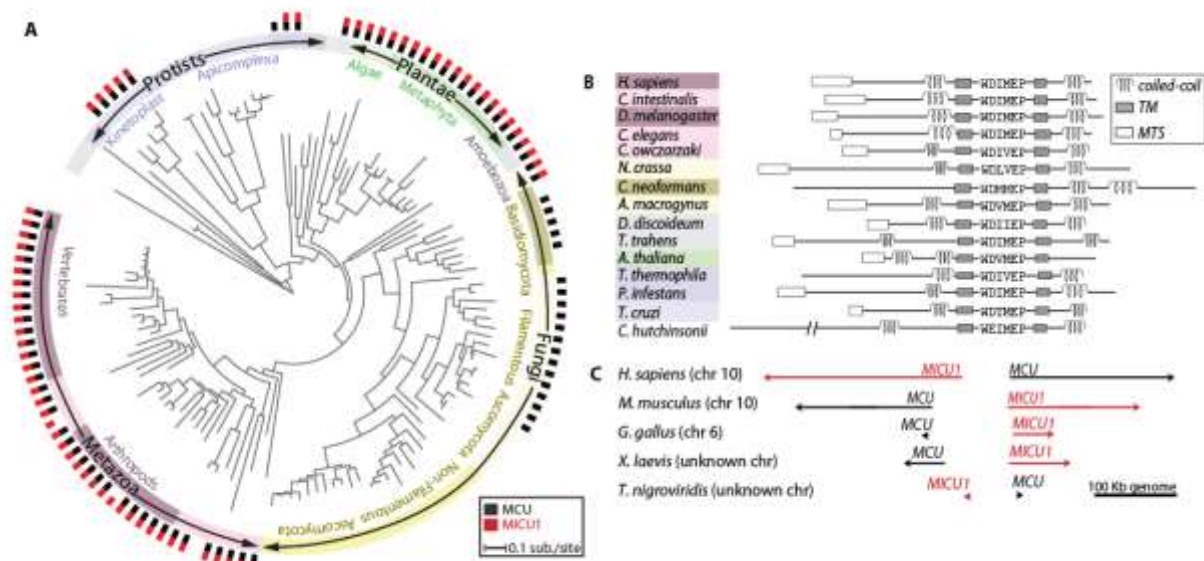 A
Protists
Apicomplexa
Kinetoplast
Algae
Plantae
Metaphyta
Amoebozoa
Basidiomycota
Fungi
Filamentous Ascomycota
Non-Filamentous Ascomycota
Vertebrates
Metazoa
Arthropods
MCU
MICU1
0.1 sub./site
B
H. sapiens WDIMEP
C. intestinalis WDIMEP
D. melanogaster WDIMEP
C. elegans WDIMEP
C. owczarzaki WDIVEP
N. crassa WDLVEP
C. neoformans WDMMEP
A. macrogynus WDVMEP
D. discoideum WDIIEP
T. trahens WDIMEP
A. thaliana WDVMEP
T. thermophila WDIVEP
P. infestans WDIMEP
T. cruzi WDIMEP
C. hutchinsonii WEIMEP
coiled-coil
TM
MTS
C
H. sapiens (chr 10) MICU1 MCU
M. musculus (chr 10) MCU MICU1
G. gallus (chr 6) MCU MICU1
X. laevis (unknown chr) MCU MICU1
T. nigroviridis (unknown chr) MICU1 MCU
100 Kb genome